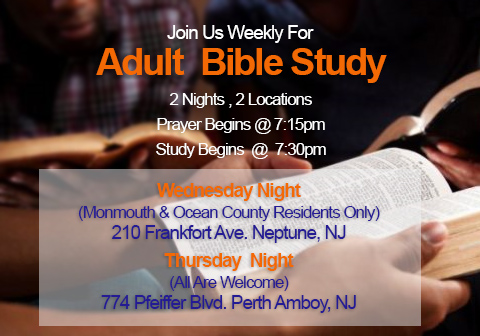 Join Us Weekly For
Adult Bible Study
2 Nights , 2 Locations
Prayer Begins @ 7:15pm
Study Begins @ 7:30pm
Wednesday Night
(Monmouth & Ocean County Residents Only)
210 Frankfort Ave. Neptune, NJ
Thursday Night
(All Are Welcome)
774 Pfeiffer Blvd. Perth Amboy, NJ